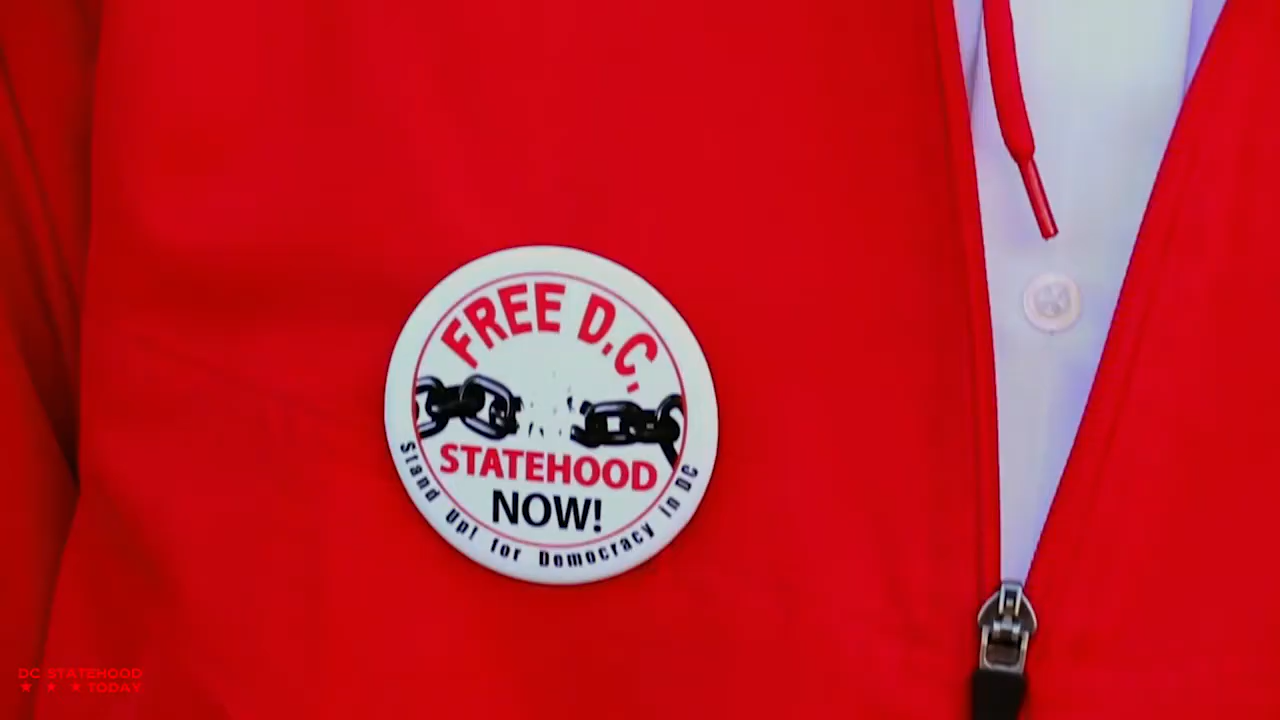 FREE D.C.
STATEHOOD
NOW!
Stand Up! for Democracy in DC
DC STATEHOOD
★ ★ ★ TODAY